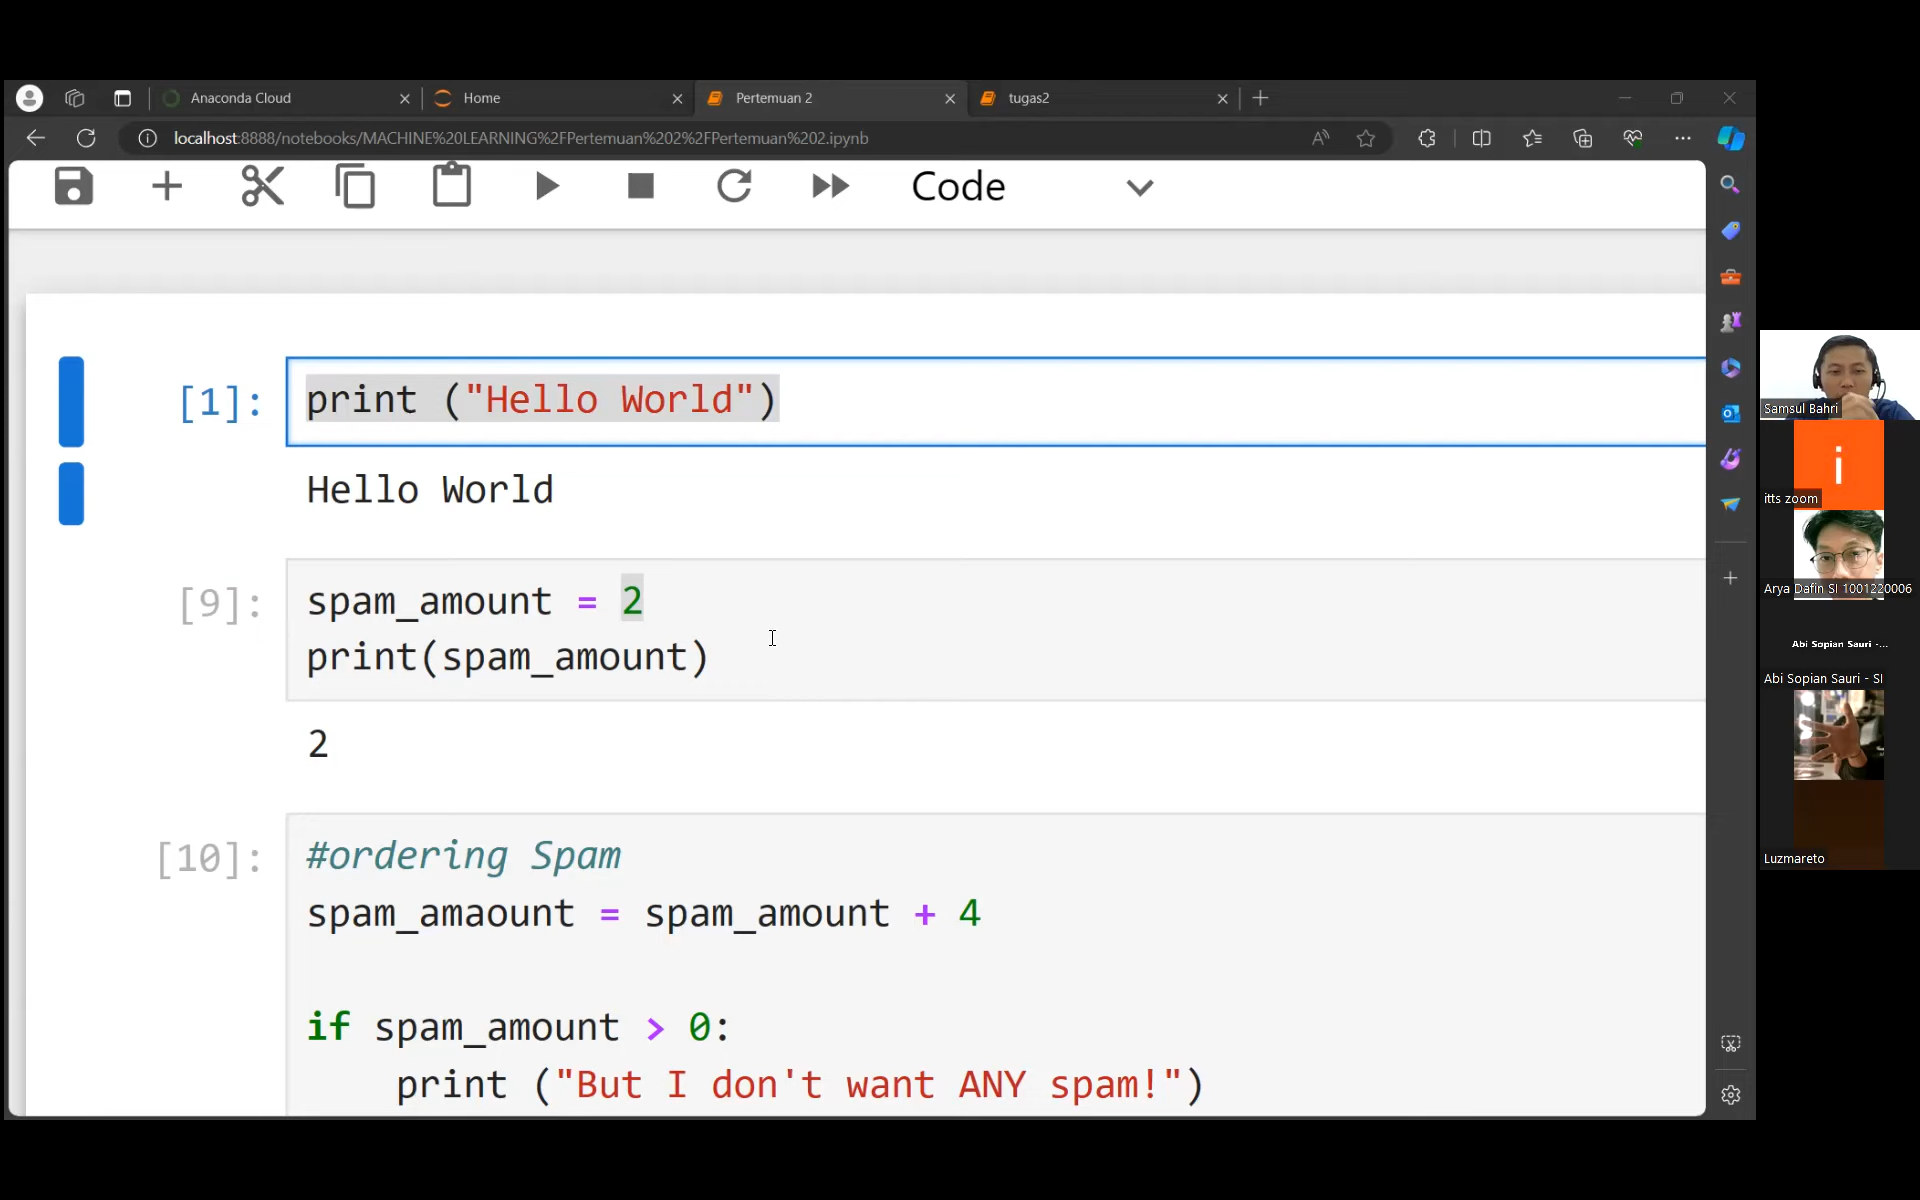 Anaconda Cloud
Home
Pertemuan 2
tugas2
localhost:8888/notebooks/MACHINE%20LEARNING%2FPertemuan%202%2FPertemuan%202.ipynb
Code
[1]:
print ("Hello World")
Hello World
[9]:
spam_amount = 2
print(spam_amount)
2
[10]:
#ordering Spam
spam_amaount = spam_amount + 4
if spam_amount > 0:
print ("But I don't want ANY spam!")
Samsul Bahri
i
itts zoom
Arya Dafin SI 1001220006
Abi Sopian Sauri -...
Abi Sopian Sauri - SI
Luzmareto